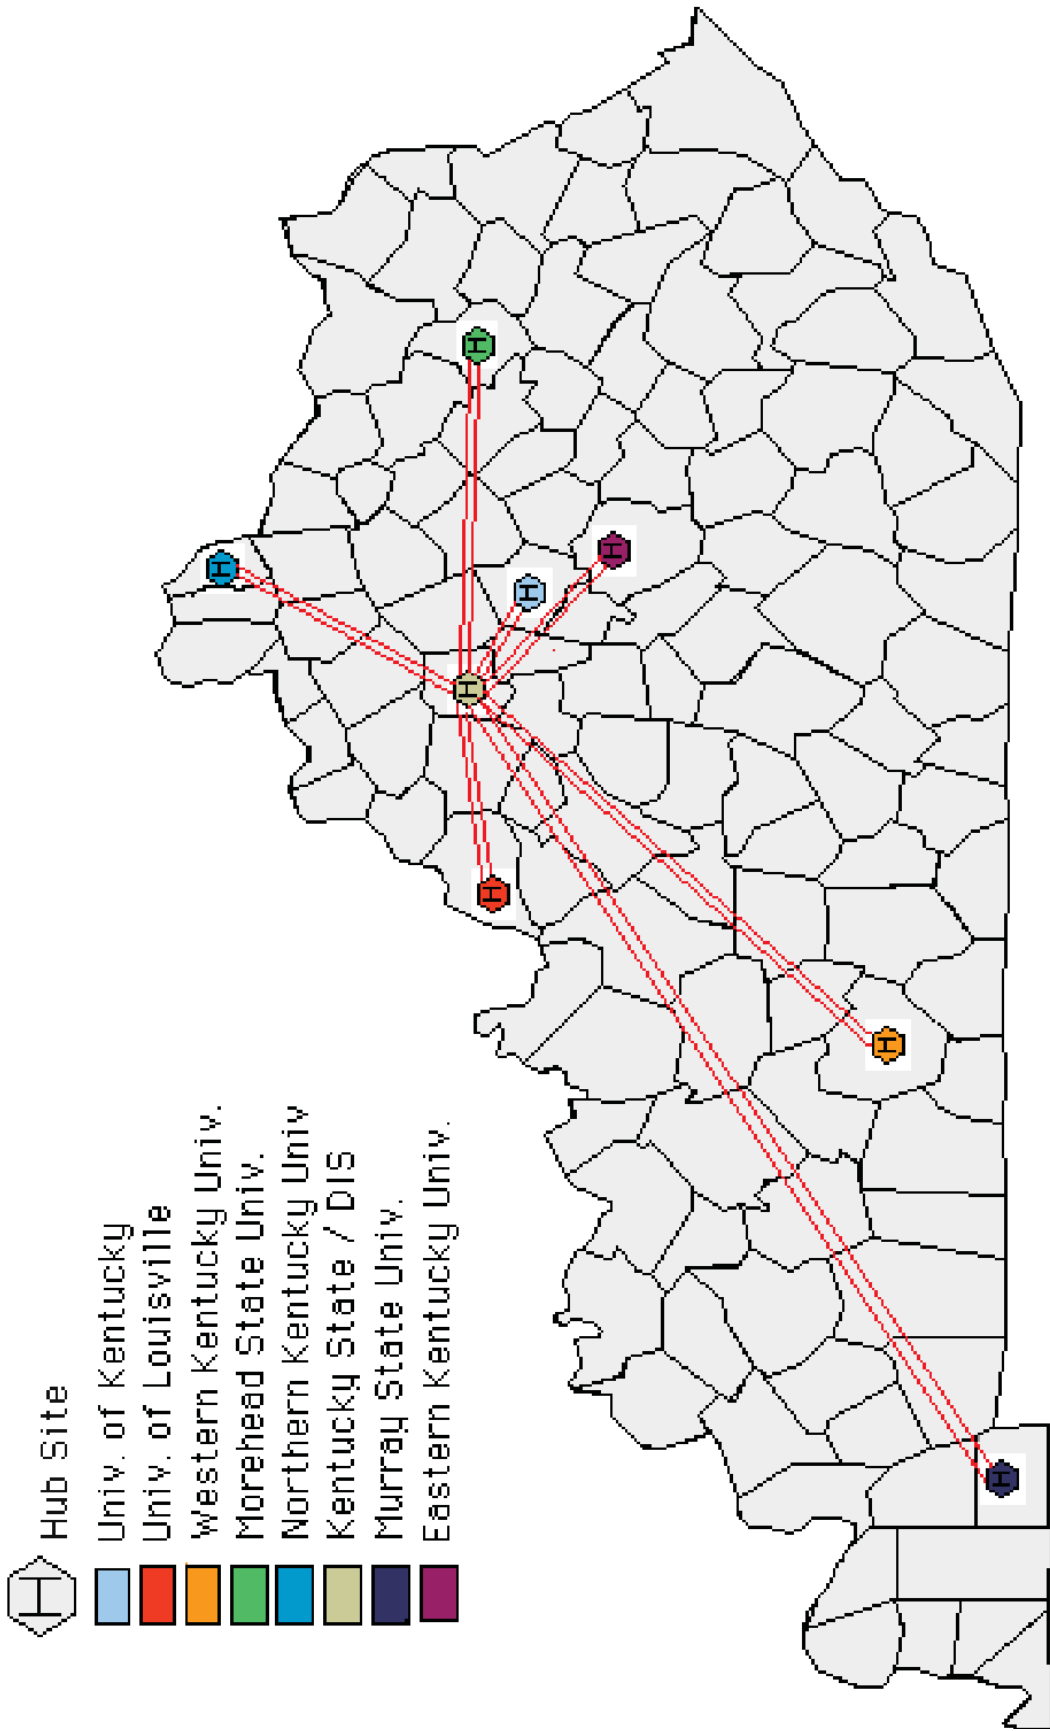 H Hub Site
Univ. of Kentucky
Univ. of Louisville
Western Kentucky Univ.
Morehead State Univ.
Northern Kentucky Univ
Kentucky State / DIS
Murray State Univ.
Eastern Kentucky Univ.
H
H
H
H
H
H
H
H